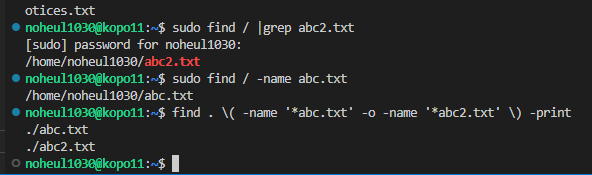 otices.txt
noheul1030@kopo11:~$ sudo find / |grep abc2.txt
[sudo] password for noheul1030:
/home/noheul1030/abc2.txt
noheul1030@kopo11:~$ sudo find / -name abc.txt
/home/noheul1030/abc.txt
noheul1030@kopo11:~$ find . \( -name '*abc.txt' -o -name '*abc2.txt' \) -print
./abc.txt
./abc2.txt
noheul1030@kopo11:~$